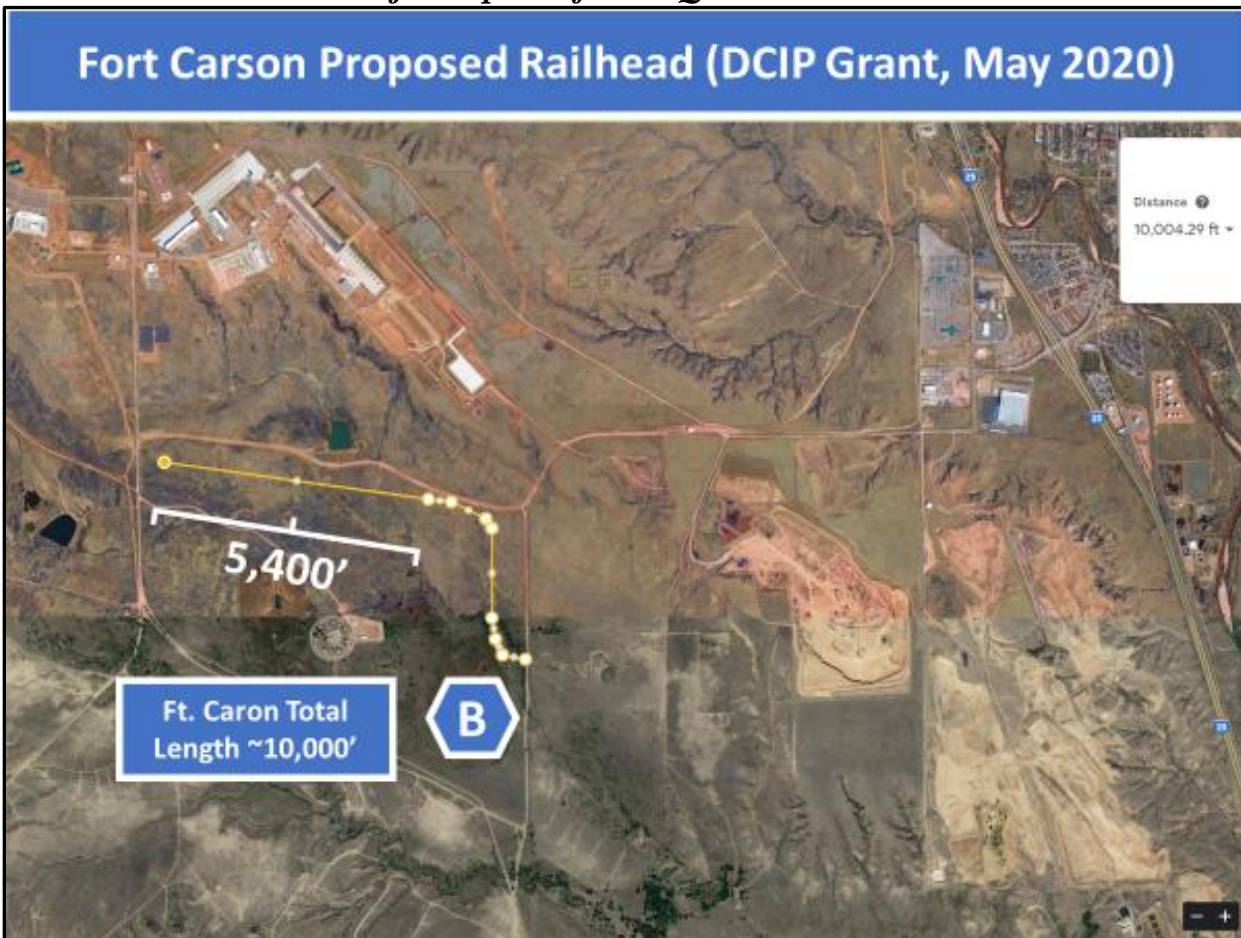 Fort Carson Proposed Railhead (DCIP Grant, May 2020)
25
Distance ?
10,004.29 ft
25
5,400'
Ft. Caron Total
Length ~10,000'
B
25
− +